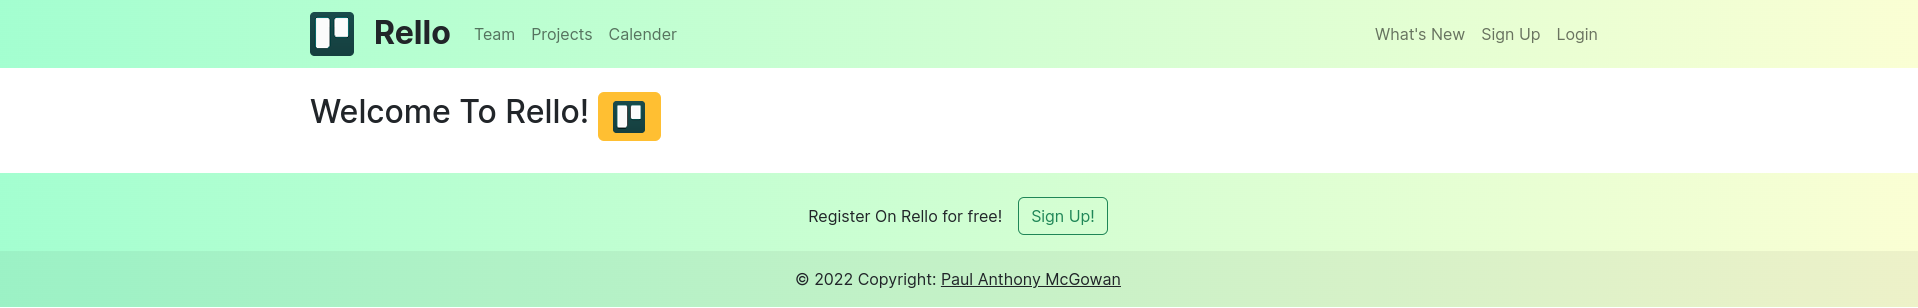 Rello Team Projects Calender What's New Sign Up Login
Welcome To Rello!
Register On Rello for free! Sign Up!
© 2022 Copyright: Paul Anthony McGowan